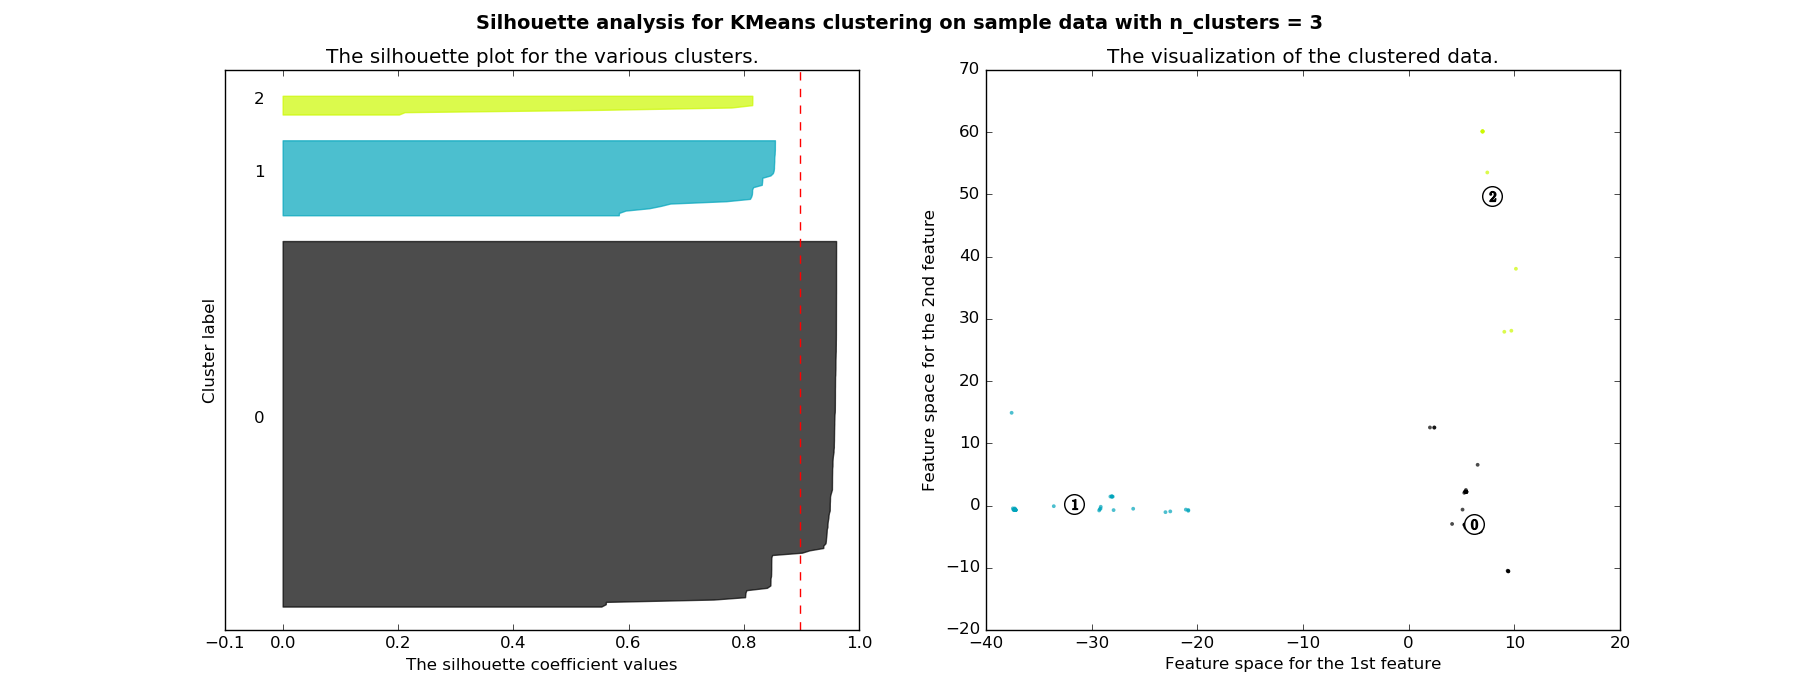 Silhouette analysis for KMeans clustering on sample data with n_clusters = 3
The silhouette plot for the various clusters.
2
1
0
Cluster label
−0.1 0.0 0.2 0.4 0.6 0.8 1.0
The silhouette coefficient values
The visualization of the clustered data.
70
60
50
40
30
20
10
0
−10
−20
Feature space for the 2nd feature
2
1
0
−40 −30 −20 −10 0 10 20
Feature space for the 1st feature